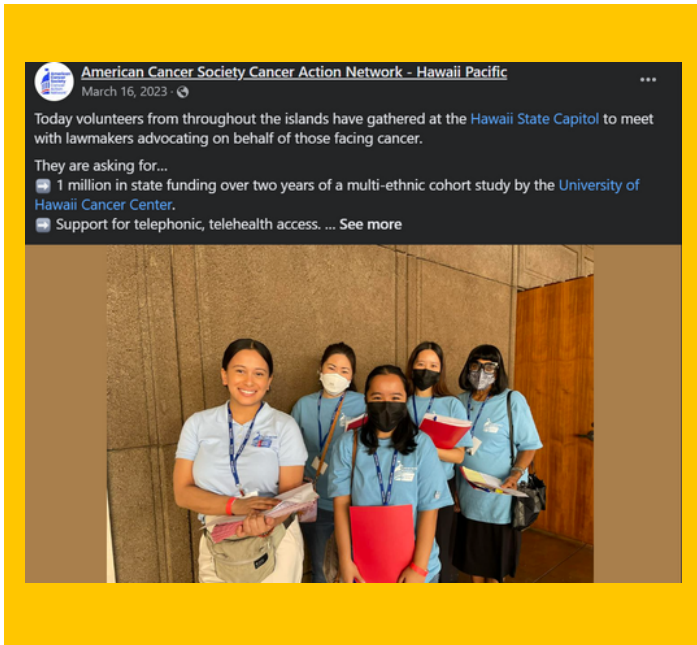 American Cancer Society Cancer Action Network - Hawaii Pacific
March 16, 2023 ·
Today volunteers from throughout the islands have gathered at the Hawaii State Capitol to meet
with lawmakers advocating on behalf of those facing cancer.
They are asking for...
➡️ 1 million in state funding over two years of a multi-ethnic cohort study by the University of
Hawaii Cancer Center.
➡️ Support for telephonic, telehealth access. ... See more